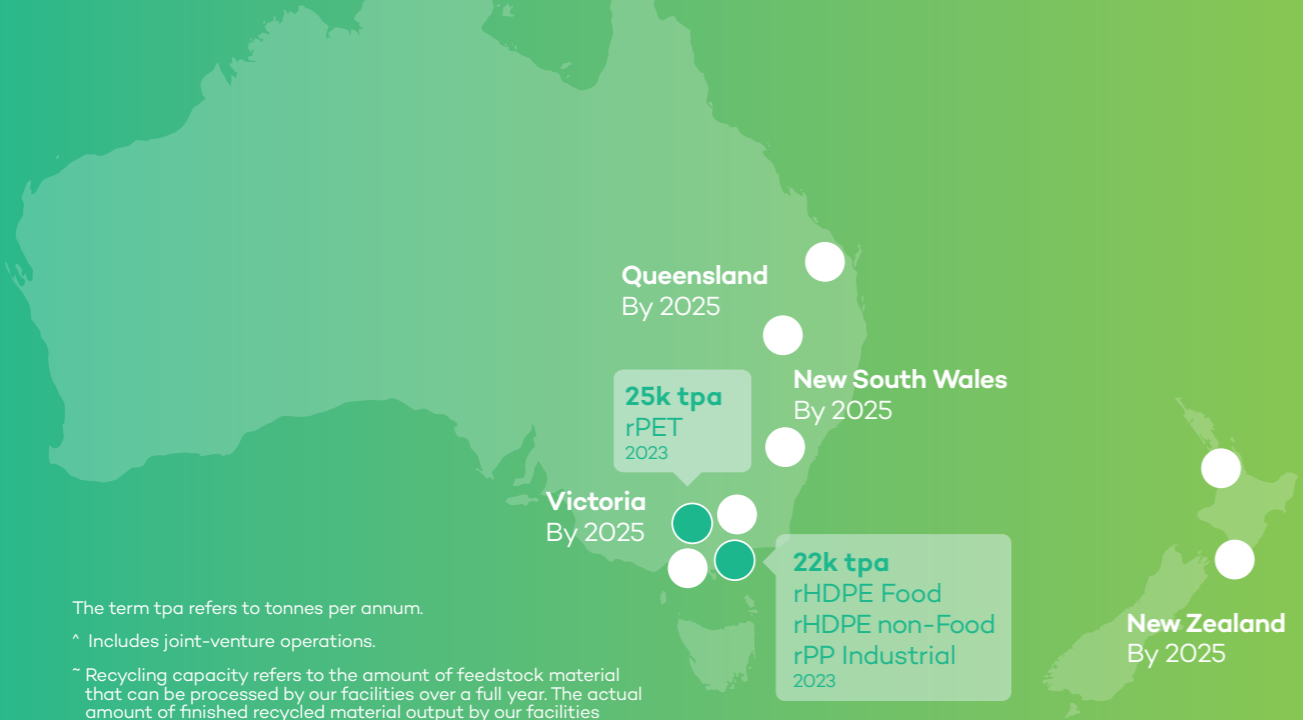 Queensland
By 2025
New South Wales
By 2025
25k tpa
rPET
2023
Victoria
By 2025
22k tpa
rHDPE Food
rHDPE non-Food
rPP Industrial
2023
New Zealand
By 2025
The term tpa refers to tonnes per annum.
^ Includes joint-venture operations.
~ Recycling capacity refers to the amount of feedstock material
that can be processed by our facilities over a full year. The actual
amount of finished recycled material output by our facilities